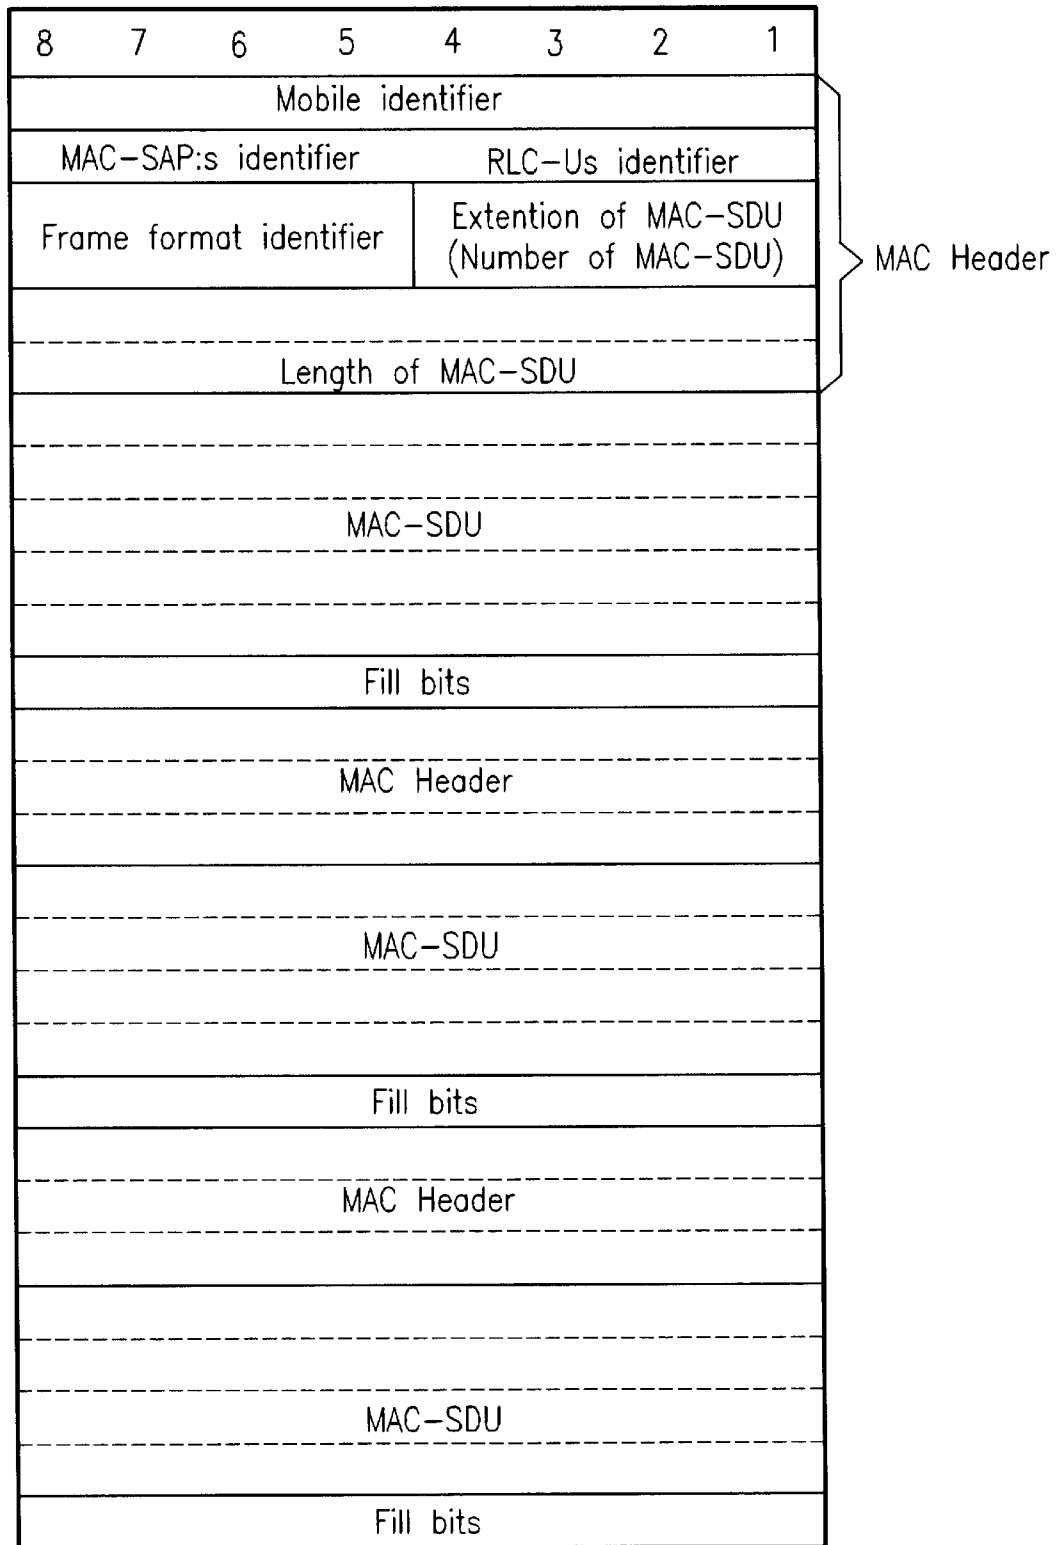 8 7 6 5 4 3 2 1
Mobile identifier
MAC-SAP:s identifier RLC-Us identifier
Frame format identifier
Extention of MAC-SDU
(Number of MAC-SDU)
MAC Header
Length of MAC-SDU
MAC-SDU
Fill bits
MAC Header
MAC-SDU
Fill bits
MAC Header
MAC-SDU
Fill bits